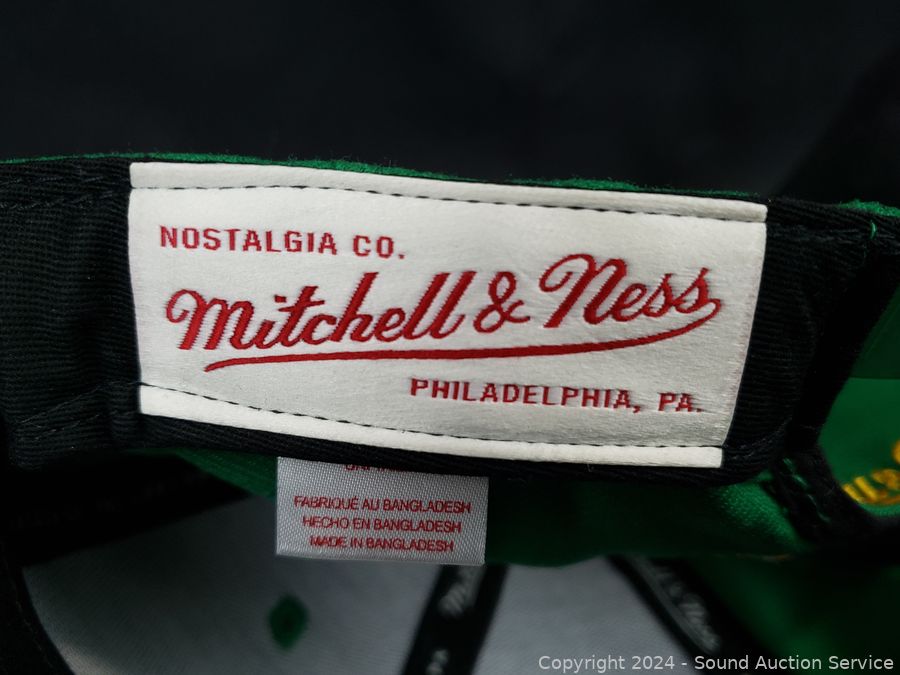 NOSTALGIA CO.
Mitchell & Ness
PHILADELPHIA, PA.
FABRIQUÉ AU BANGLADESH
HECHO EN BANGLADESH
MADE IN BANGLADESH
Ness
Copyright 2024 - Sound Auction Service